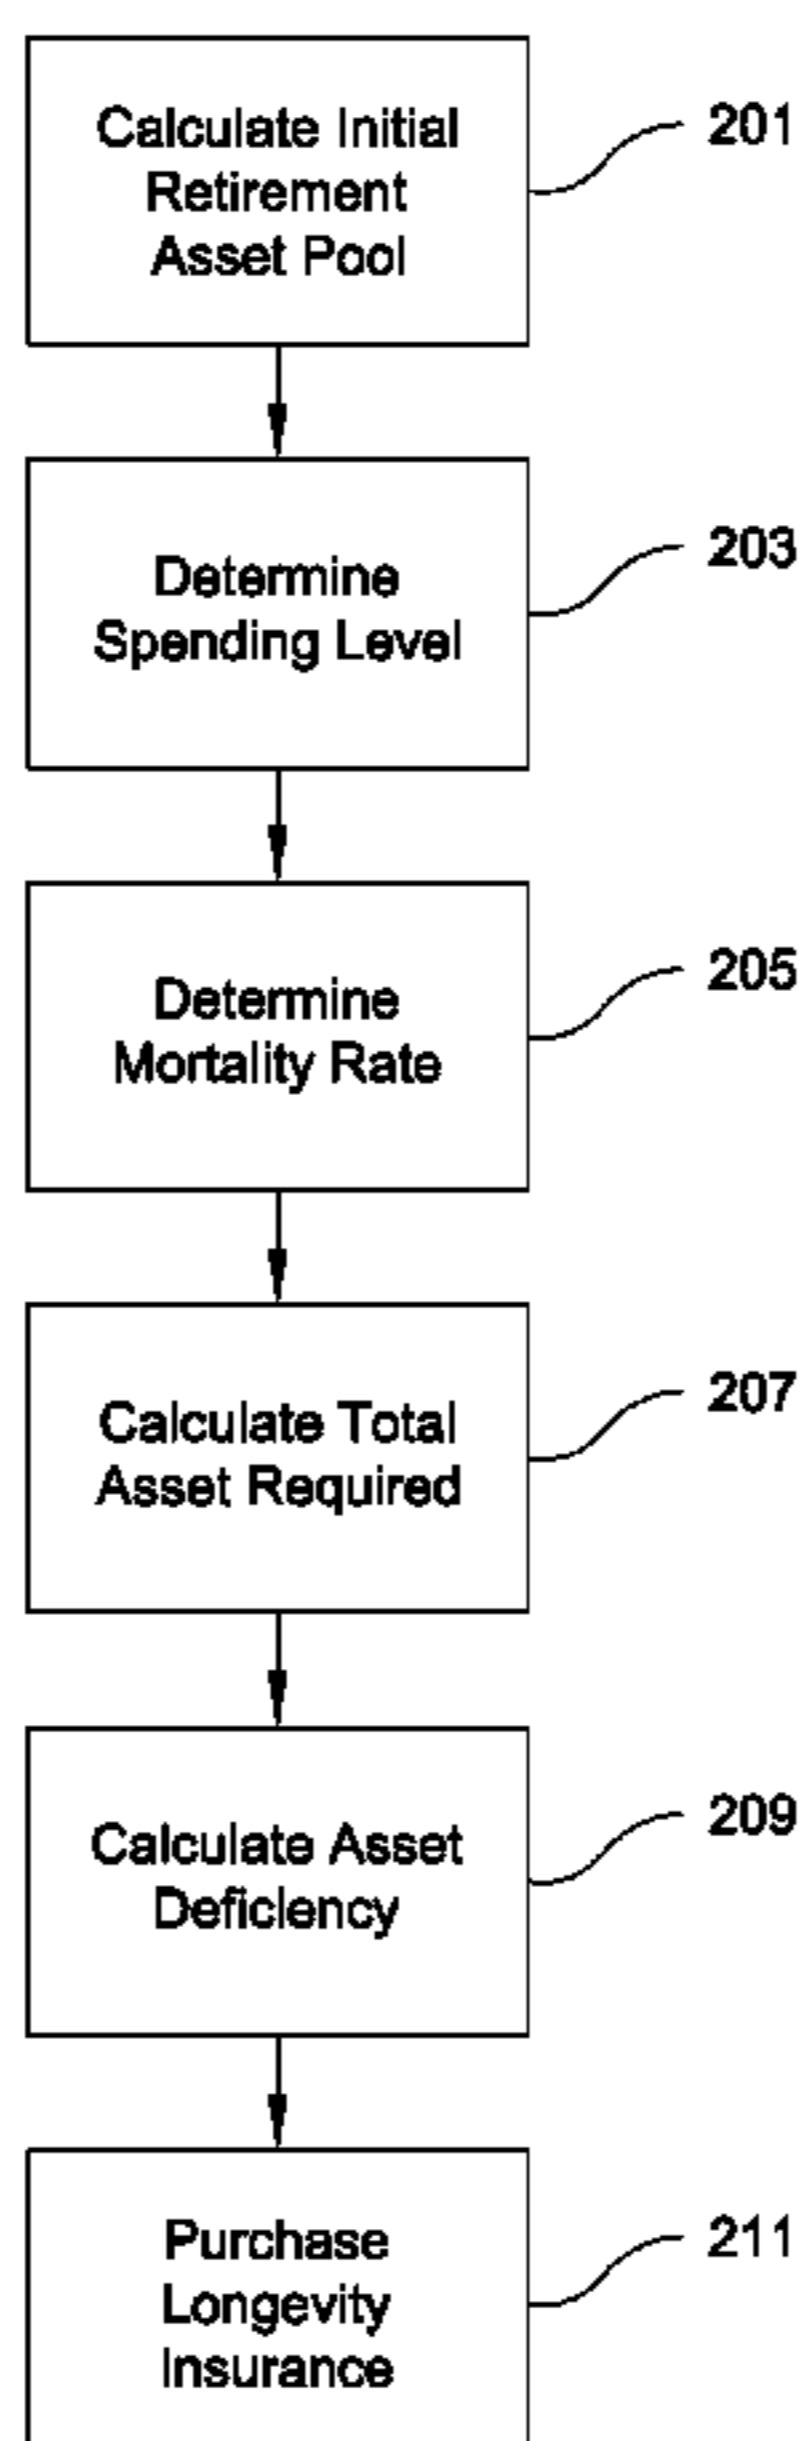 Calculate Initial
Retirement
Asset Pool
201
Determine
Spending Level
203
Determine
Mortality Rate
205
Calculate Total
Asset Required
207
Calculate Asset
Deficiency
209
Purchase
Longevity
Insurance
211